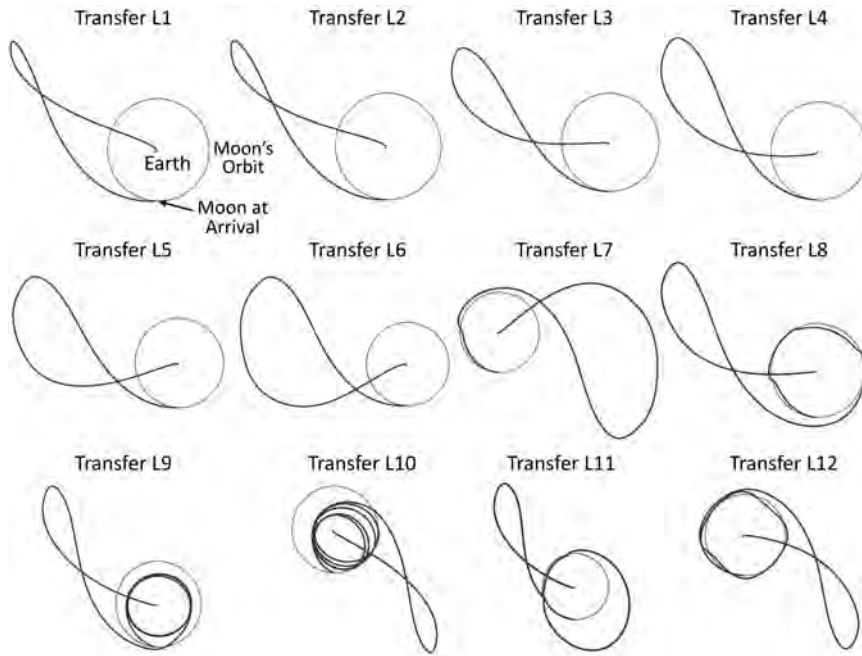 Transfer L1
Transfer L2
Transfer L3
Transfer L4
Earth
Moon's
Orbit
Moon at
Arrival
Transfer L5
Transfer L6
Transfer L7
Transfer L8
Transfer L9
Transfer L10
Transfer L11
Transfer L12